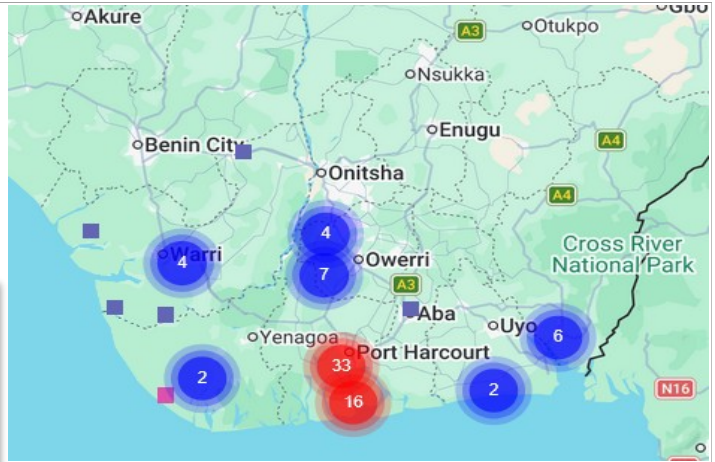 Akure
A3
Otukpo
Gbo
Nsukka
Benin City
Enugu
A4
Onitsha
A4
4
Cross River
National Park
Warri
4
Owerri
7
A3
Aba
Uyo
6
Yenagoa
Port Harcourt
33
2
2
N16
16